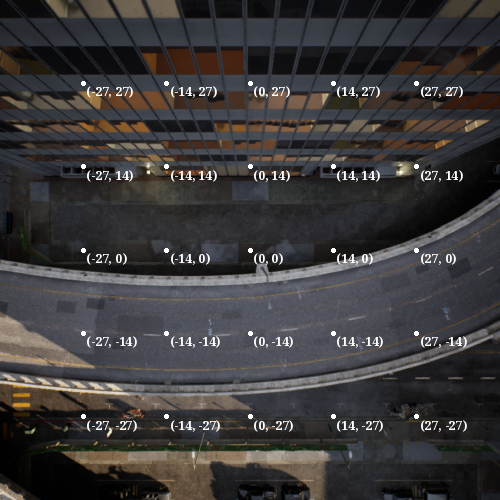 (-27, 27) (-14, 27) (0, 27) (14, 27) (27, 27)
(-27, 14) (-14, 14) (0, 14) (14, 14) (27, 14)
(-27, 0) (-14, 0) (0, 0) (14, 0) (27, 0)
(-27, -14) (-14, -14) (0, -14) (14, -14) (27, -14)
(-27, -27) (-14, -27) (0, -27) (14, -27) (27, -27)